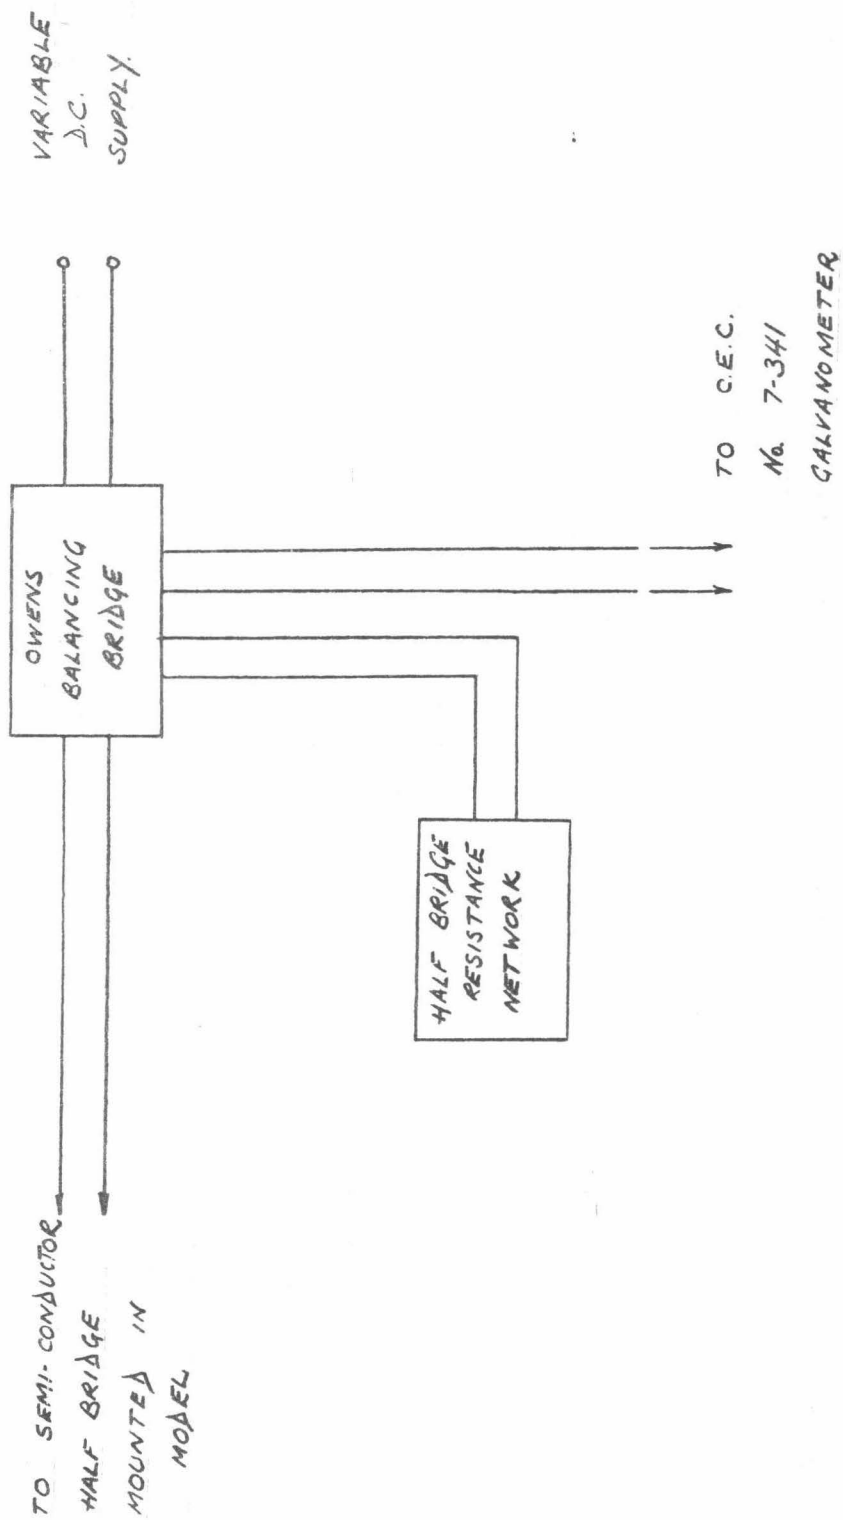 TO SEMI-CONDUCTOR
HALF BRIDGE
MOUNTED IN
MODEL
OWENS
BALANCING
BRIDGE
VARIABLE
D.C.
SUPPLY.
HALF BRIDGE
RESISTANCE
NETWORK
TO C.E.C.
No. 7-341
GALVANOMETER